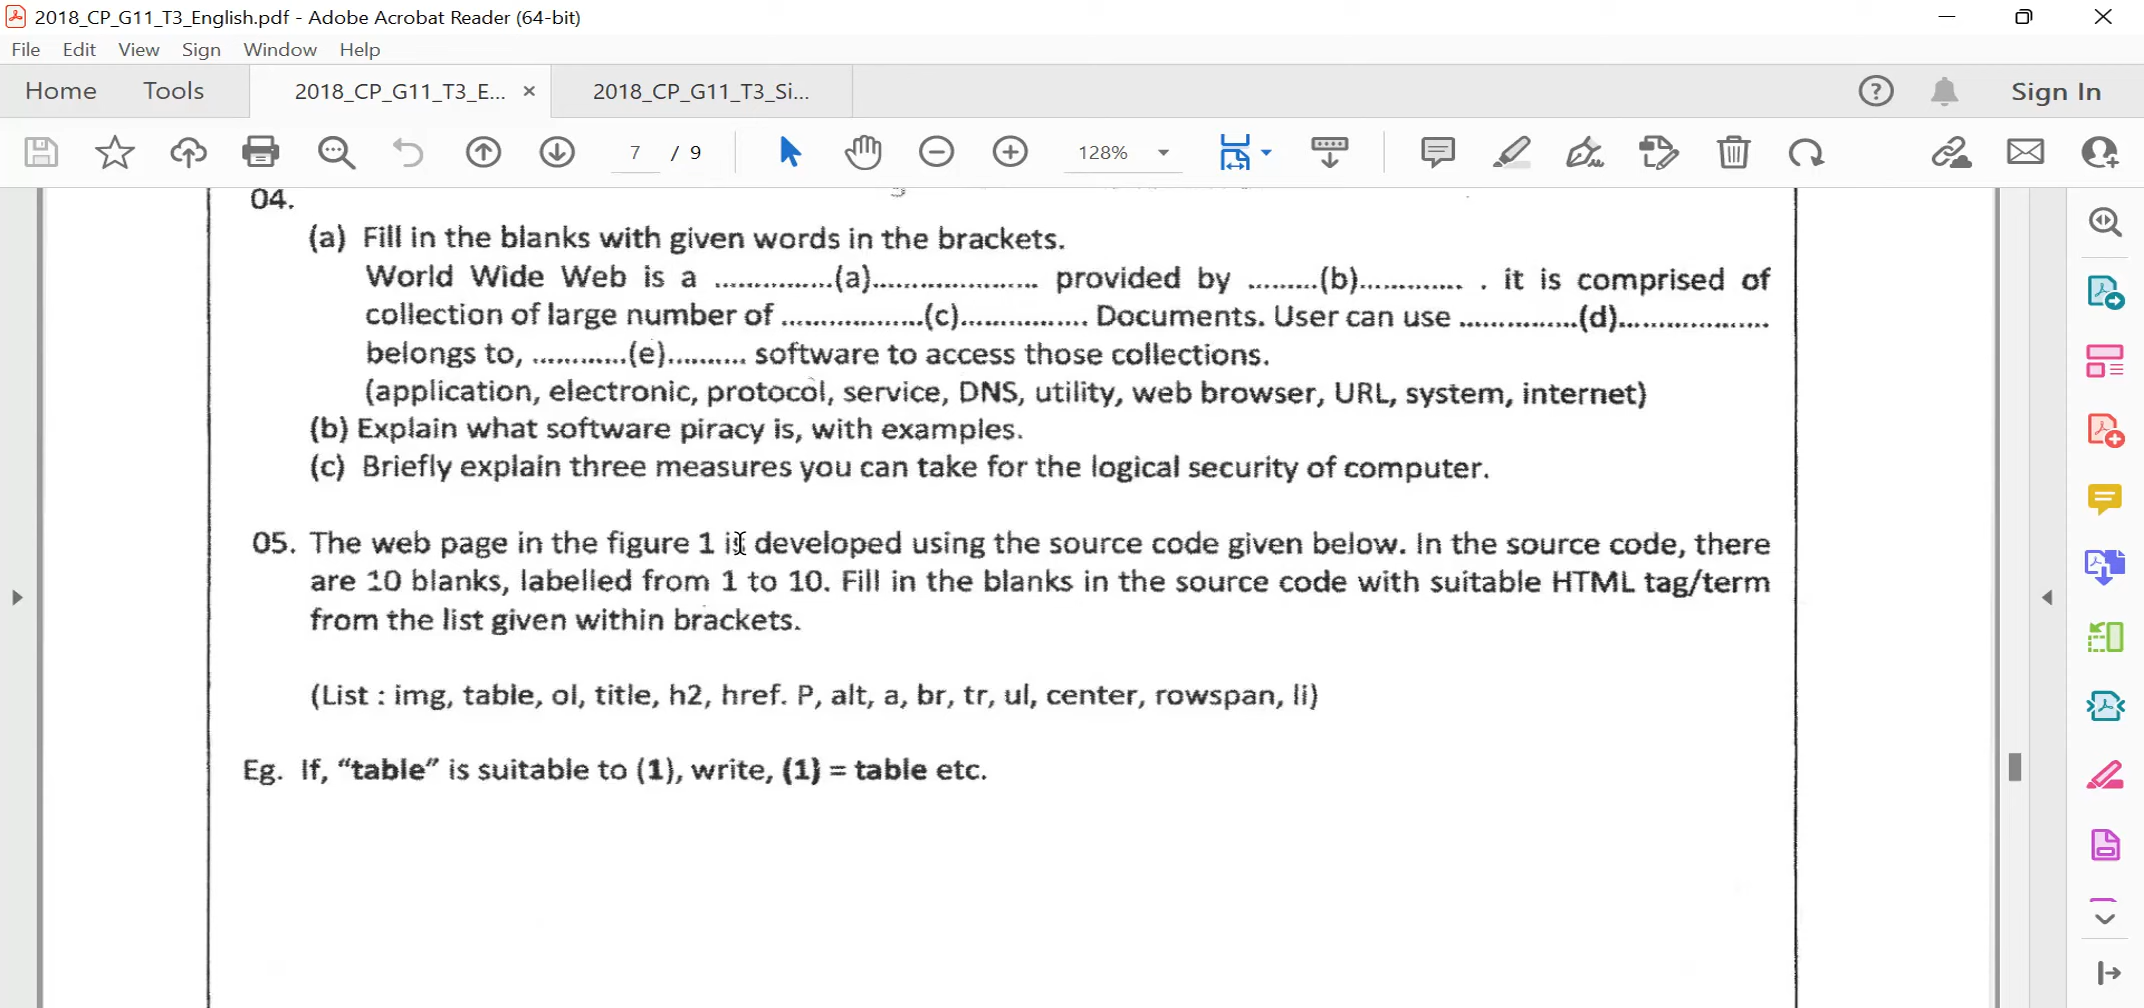 2018_CP_G11_T3_English.pdf - Adobe Acrobat Reader (64-bit)
File Edit View Sign Window Help
Home Tools 2018_CP_G11_T3_E... × 2018_CP_G11_T3_Si... Sign In
7 / 9 128%
04.
(a) Fill in the blanks with given words in the brackets.
World Wide Web is a ...............(a)..................... provided by .........(b)............. . it is comprised of
collection of large number of ..................(c)................ Documents. User can use ...............(d)...................
belongs to, ............(e).......... software to access those collections.
(application, electronic, protocol, service, DNS, utility, web browser, URL, system, internet)
(b) Explain what software piracy is, with examples.
(c) Briefly explain three measures you can take for the logical security of computer.
05. The web page in the figure 1 is developed using the source code given below. In the source code, there
are 10 blanks, labelled from 1 to 10. Fill in the blanks in the source code with suitable HTML tag/term
from the list given within brackets.
(List : img, table, ol, title, h2, href. P, alt, a, br, tr, ul, center, rowspan, li)
Eg. If, “table” is suitable to (1), write, (1) = table etc.